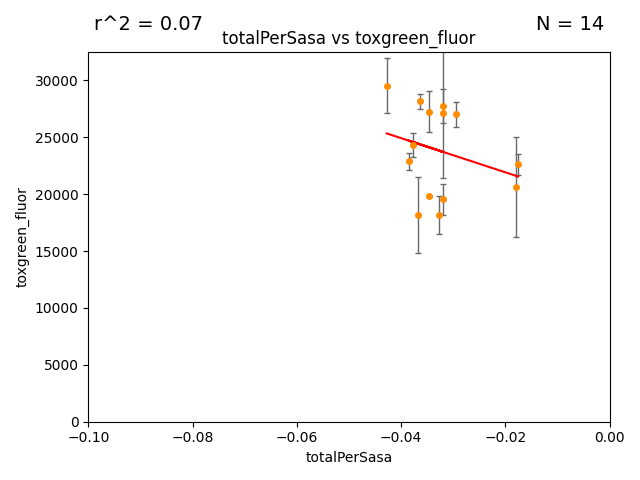 r^2 = 0.07
N = 14
totalPerSasa vs toxgreen_fluor
30000
25000
20000
15000
10000
5000
0
toxgreen_fluor
−0.10
−0.08
−0.06
−0.04
−0.02
0.00
totalPerSasa